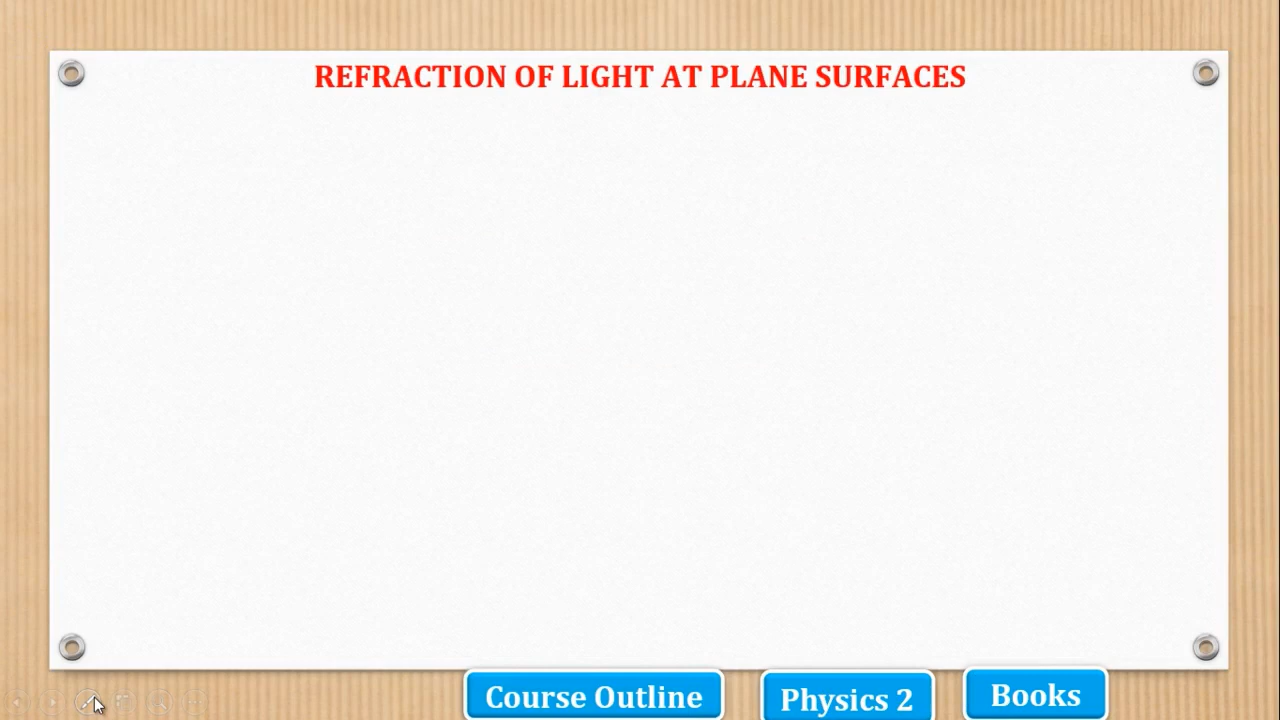 REFRACTION OF LIGHT AT PLANE SURFACES
Course Outline
Physics 2
Books